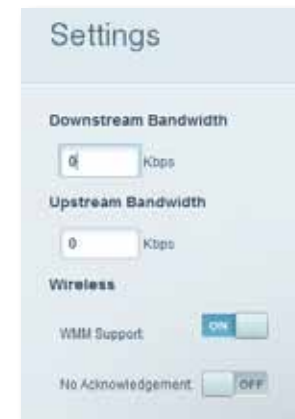 Settings
Downstream Bandwidth
0 Kbps
Upstream Bandwidth
0 Kbps
Wireless
WMM Support: ON
No Acknowledgement: OFF